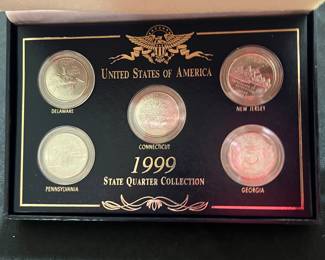 UNITED STATES OF AMERICA
DELAWARE
NEW JERSEY
CONNECTICUT
PENNSYLVANIA
GEORGIA
1999
STATE QUARTER COLLECTION